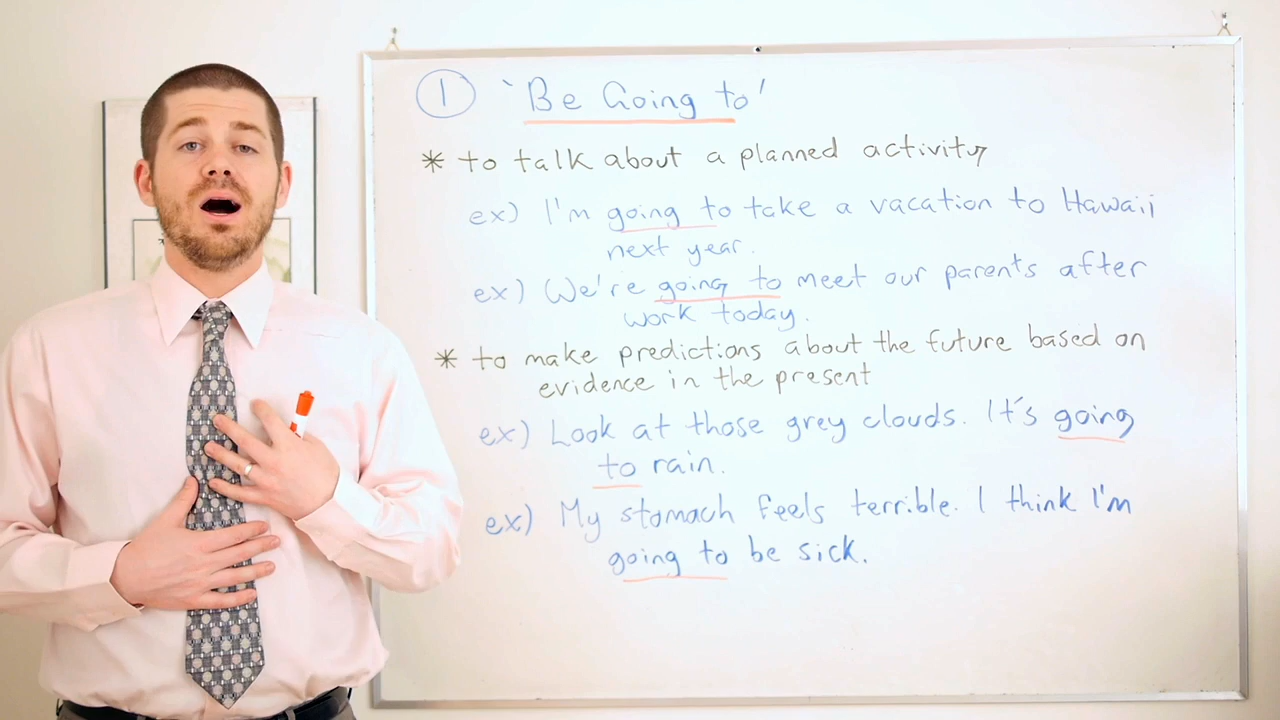 1 'Be Going to'
* to talk about a planned activity
ex) I'm going to take a vacation to Hawaii
next year.
ex) We're going to meet our parents after
work today.
* to make predictions about the future based on
evidence in the present
ex) Look at those grey clouds. It's going
to rain.
ex) My stomach feels terrible. I think I'm
going to be sick.